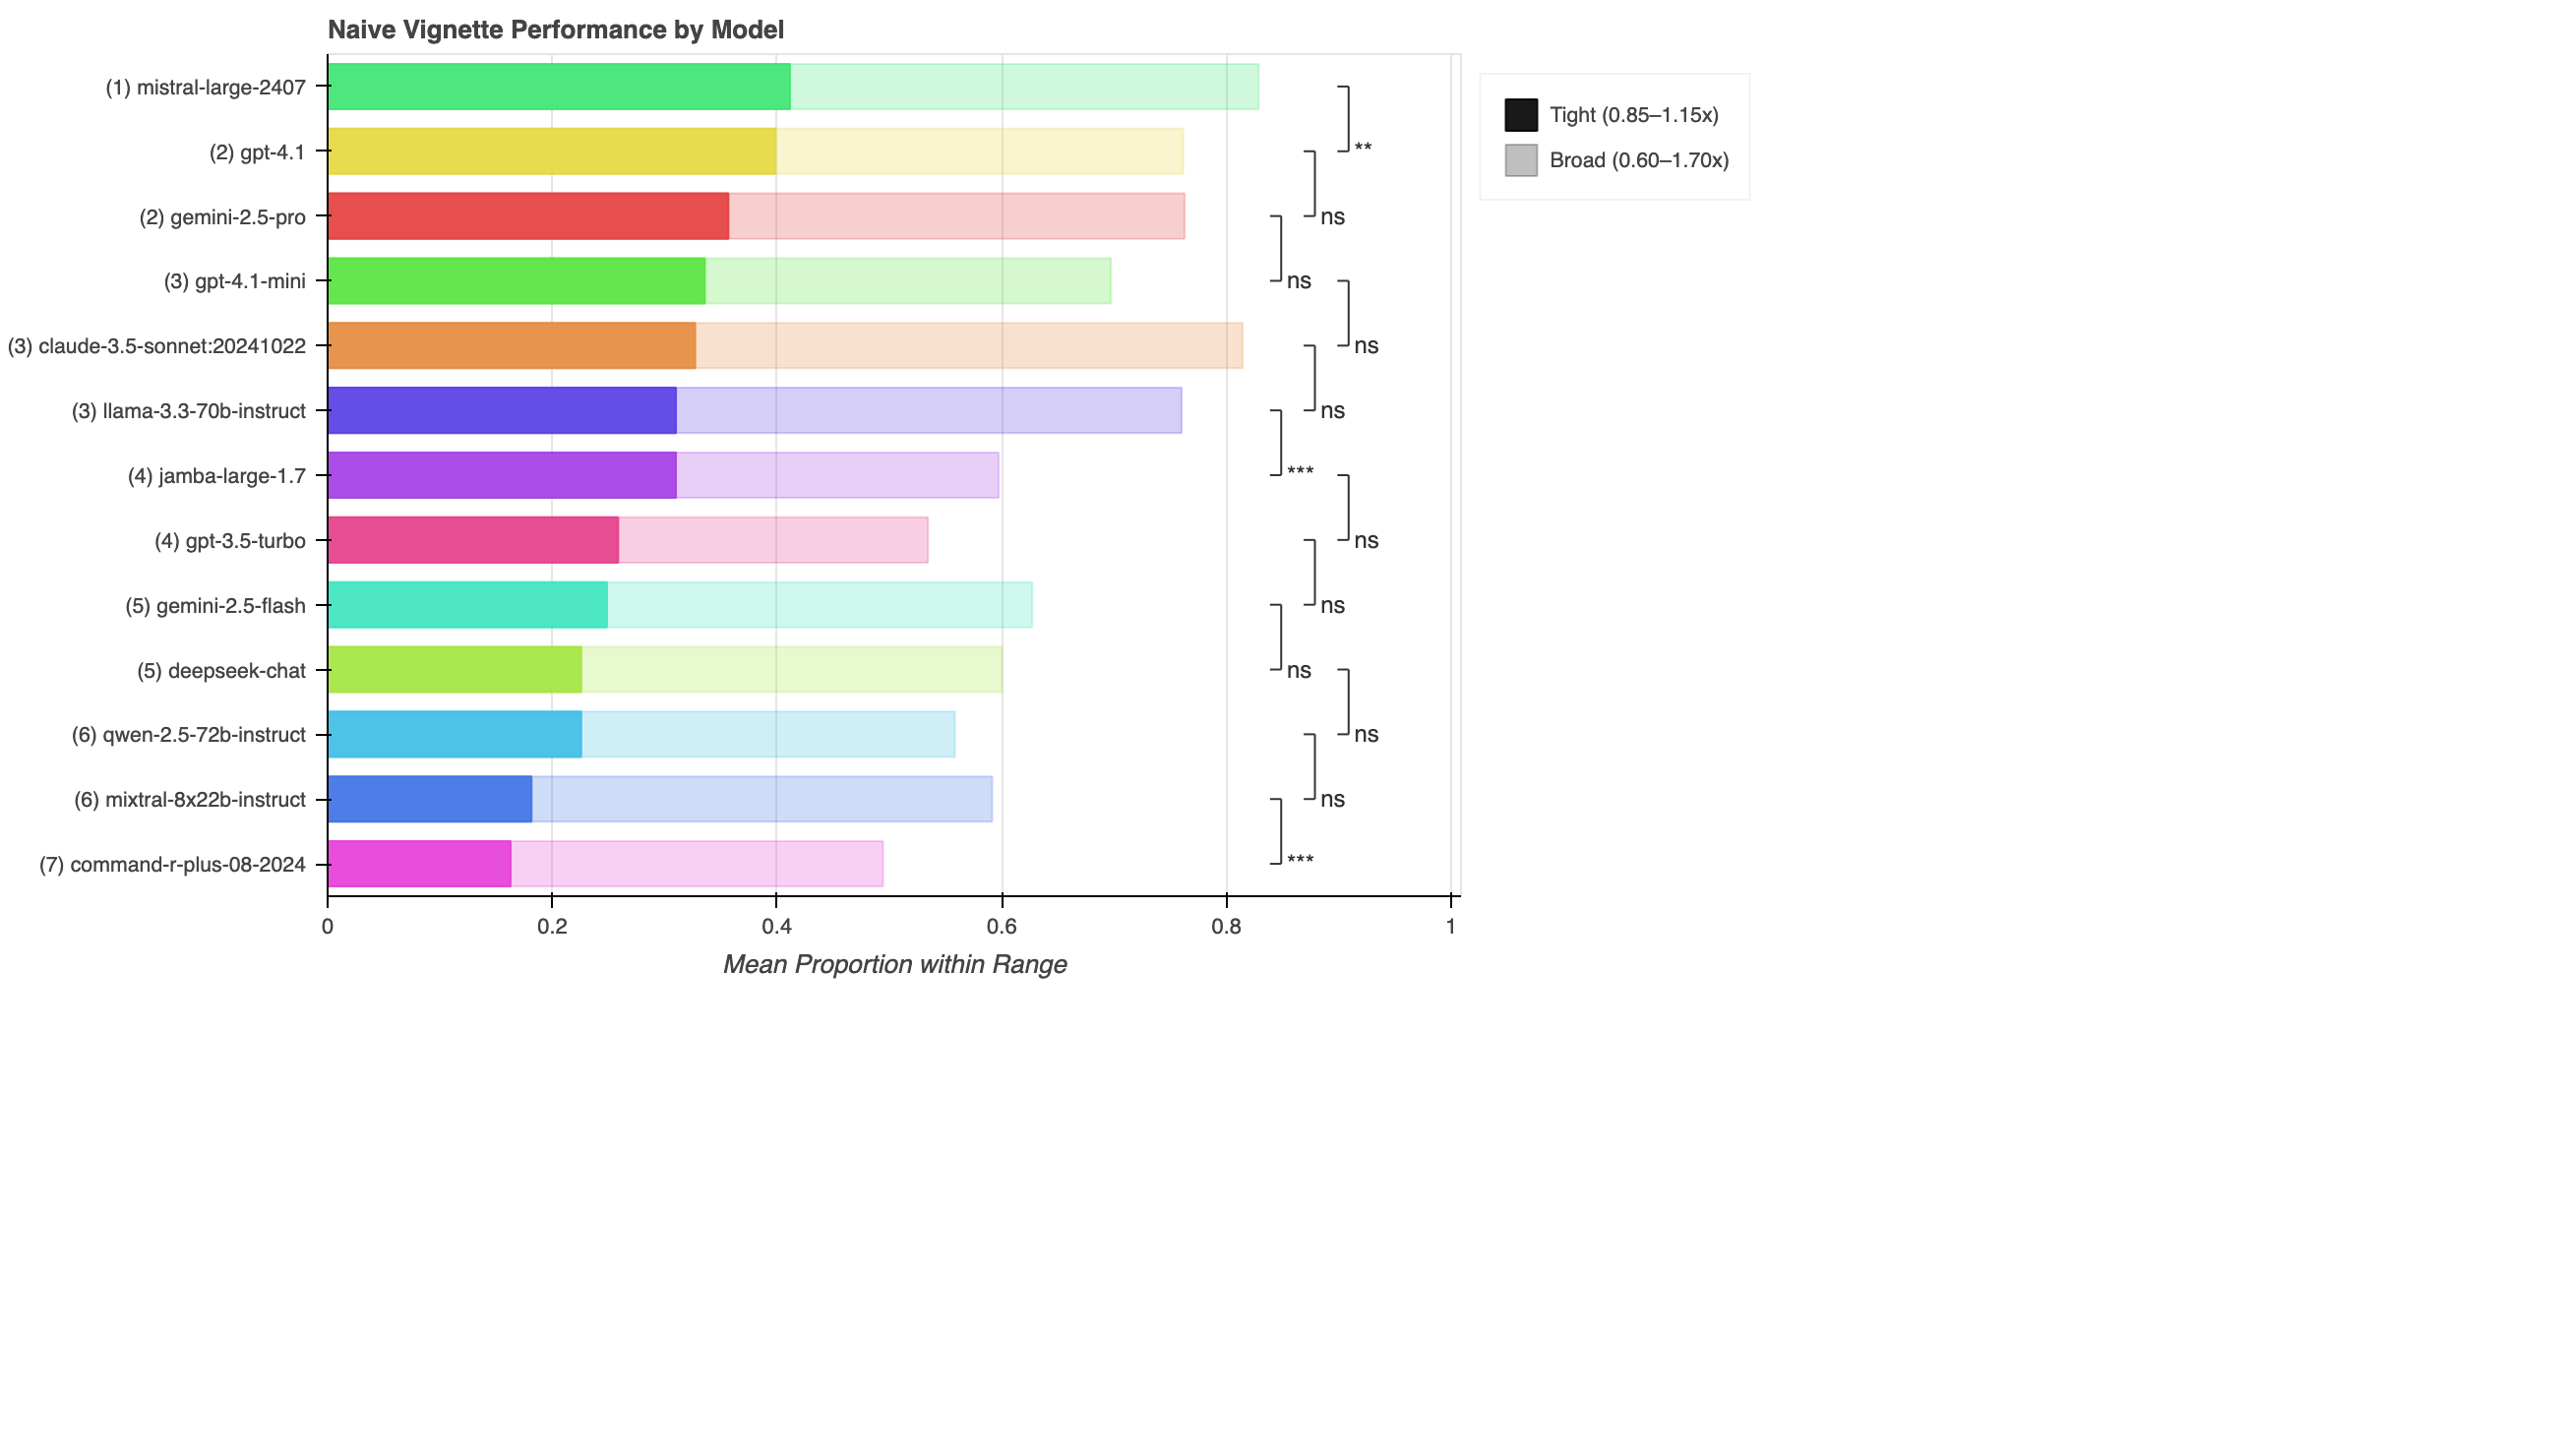 Naive Vignette Performance by Model
(1) mistral-large-2407
(2) gpt-4.1
(2) gemini-2.5-pro
(3) gpt-4.1-mini
(3) claude-3.5-sonnet:20241022
(3) llama-3.3-70b-instruct
(4) jamba-large-1.7
(4) gpt-3.5-turbo
(5) gemini-2.5-flash
(5) deepseek-chat
(6) qwen-2.5-72b-instruct
(6) mixtral-8x22b-instruct
(7) command-r-plus-08-2024
**
ns
ns
ns
ns
***
ns
ns
ns
ns
ns
***
0 0.2 0.4 0.6 0.8 1
Mean Proportion within Range
Tight (0.85–1.15x)
Broad (0.60–1.70x)